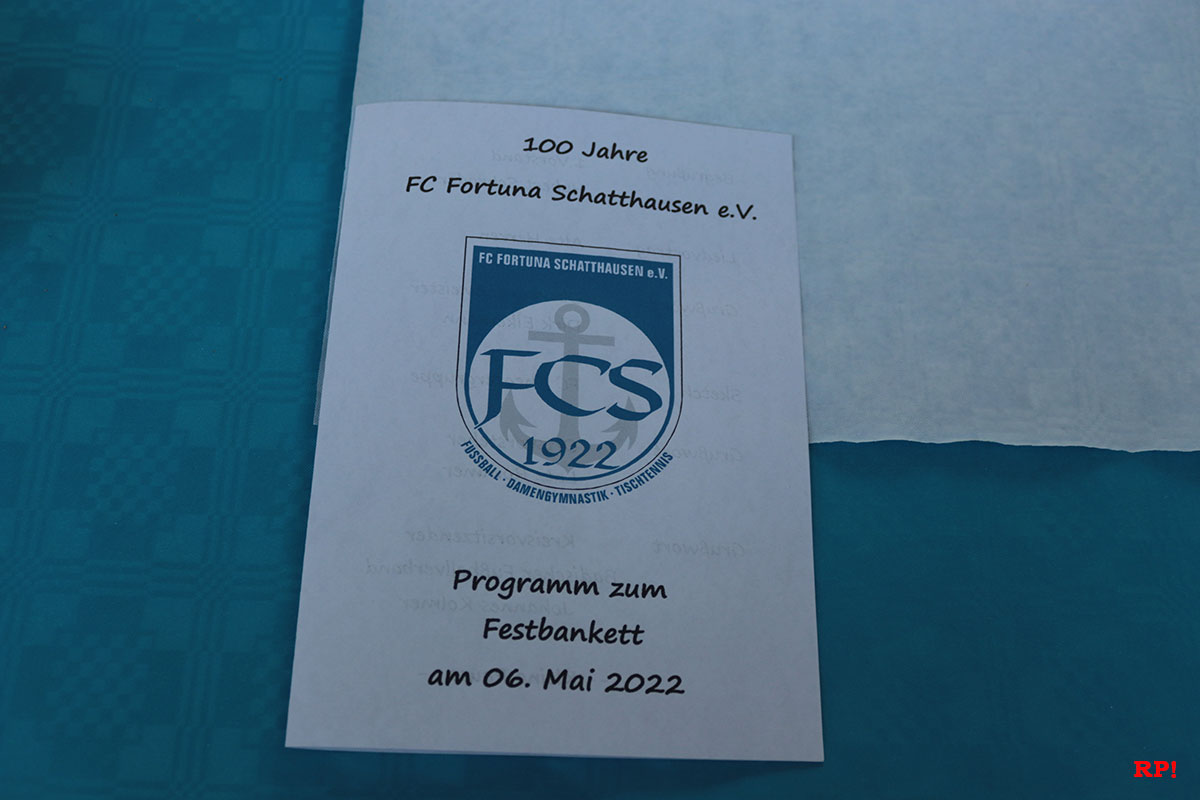 100 Jahre
FC Fortuna Schatthausen e.V.
FC FORTUNA SCHATTHAUSEN e.V.
FCS
1922
FUSSBALL · DAMENGYMNASTIK · TISCHTENNIS
Programm zum
Festbankett
am 06. Mai 2022
RP!